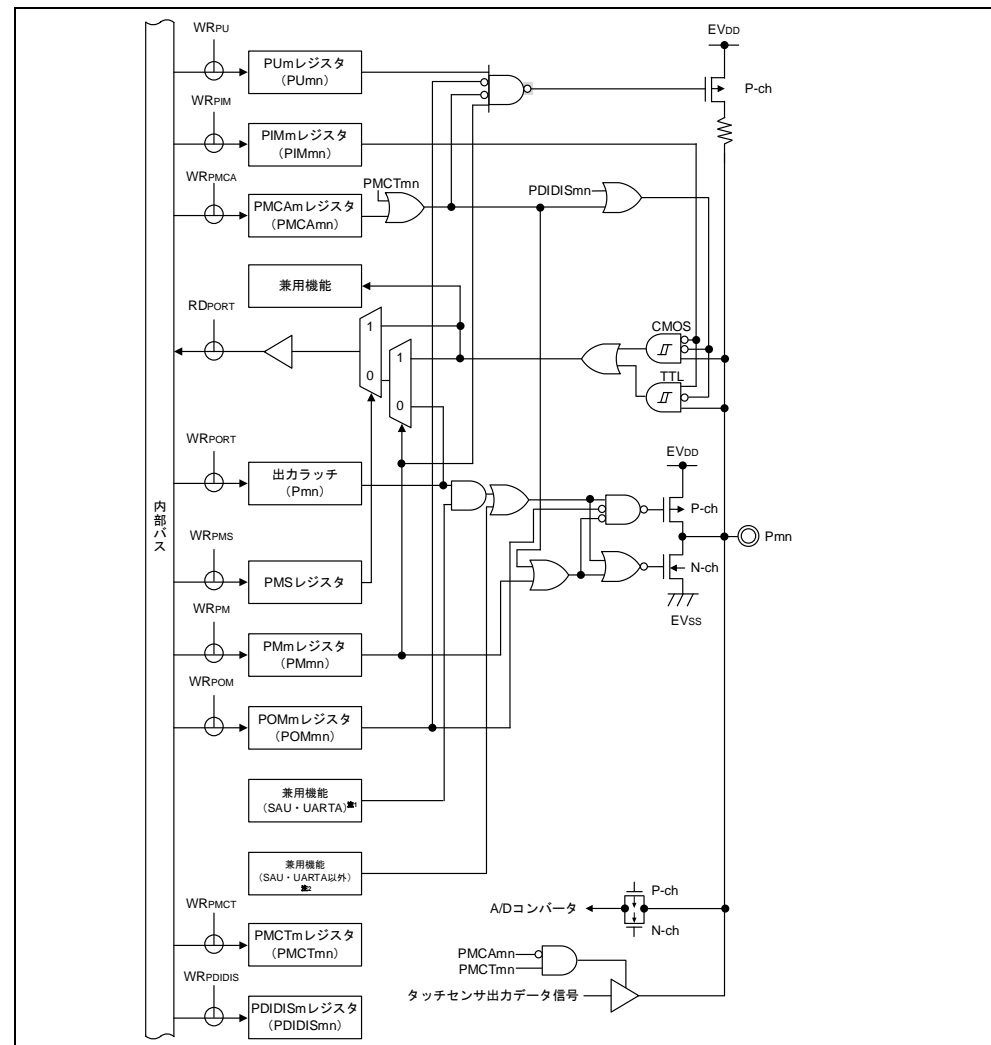 WRPU
EVDD
PUmレジスタ
(PUmn)
P-ch
WRPIM
PIMmレジスタ
(PIMmn)
WRPMCA
PMCTmn
PDIDISmn
PMCAmレジスタ
(PMCAmn)
兼用機能
RDPORT
1
0
1
0
CMOS
TTL
WRPORT
EVDD
出力ラッチ
(Pmn)
P-ch
Pmn
内部バス
WRPMS
PMSレジスタ
N-ch
EVSS
WRPM
PMmレジスタ
(PMmn)
WRPOM
POMmレジスタ
(POMmn)
兼用機能
(SAU・UARTA)注1
兼用機能
(SAU・UARTA以外)
注2
P-ch
A/Dコンバータ
N-ch
WRPMCT
PMCTmレジスタ
(PMCTmn)
PMCAmn
PMCTmn
WRPDIDIS
タッチセンサ出力データ信号
PDIDISmレジスタ
(PDIDISmn)